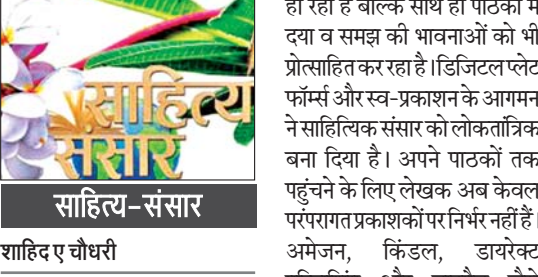 साहित्य
संसार
साहित्य-संसार
शाहिद ए चौधरी
हो रहा है बल्कि साथ ही पाठकों में
दया व समझ की भावनाओं को भी
प्रोत्साहित कर रहा है। डिजिटल प्लेट
फॉर्म्स और स्व-प्रकाशन के आगमन
ने साहित्यिक संसार को लोकतांत्रिक
बना दिया है। अपने पाठकों तक
पहुंचने के लिए लेखक अब केवल
परंपरागत प्रकाशकों पर निर्भर नहीं हैं।
अमेजन, किंडल, डायरेक्ट